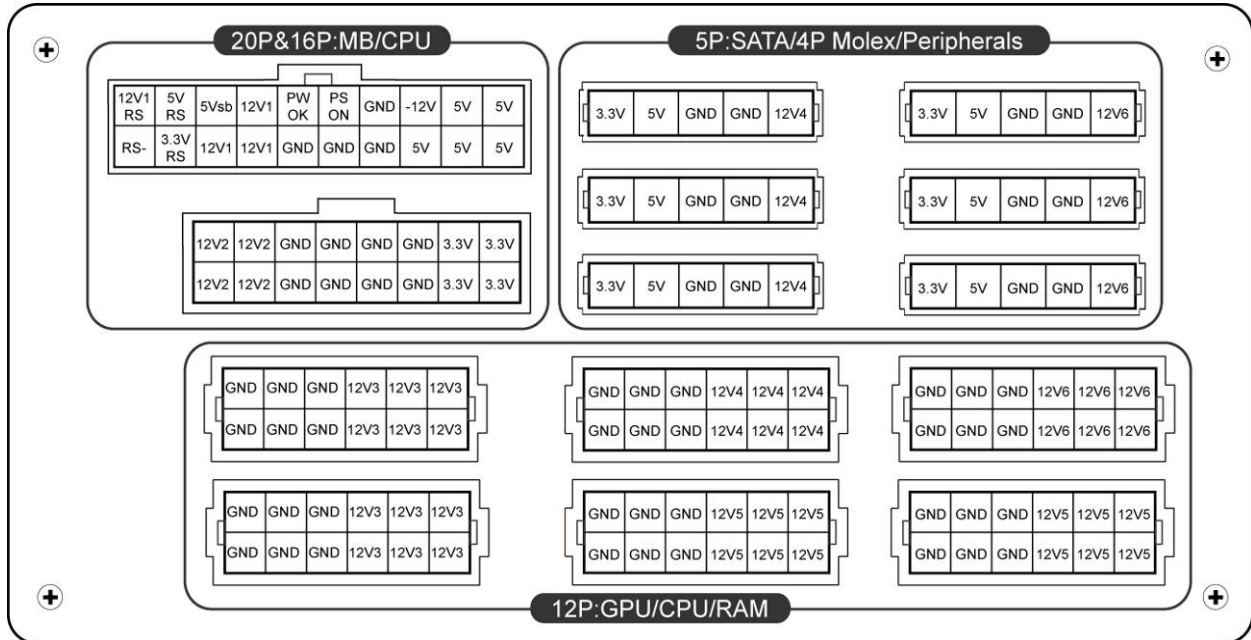 20P&16P:MB/CPU
12V1 RS 5V RS 5Vsb 12V1 PW OK PS ON GND -12V 5V 5V
RS- 3.3V RS 12V1 12V1 GND GND GND 5V 5V 5V
12V2 12V2 GND GND GND GND 3.3V 3.3V
12V2 12V2 GND GND GND GND 3.3V 3.3V
5P:SATA/4P Molex/Peripherals
3.3V 5V GND GND 12V4
3.3V 5V GND GND 12V6
3.3V 5V GND GND 12V4
3.3V 5V GND GND 12V6
3.3V 5V GND GND 12V4
3.3V 5V GND GND 12V6
GND GND GND 12V3 12V3 12V3
GND GND GND 12V3 12V3 12V3
GND GND GND 12V4 12V4 12V4
GND GND GND 12V4 12V4 12V4
GND GND GND 12V6 12V6 12V6
GND GND GND 12V6 12V6 12V6
GND GND GND 12V3 12V3 12V3
GND GND GND 12V3 12V3 12V3
GND GND GND 12V5 12V5 12V5
GND GND GND 12V5 12V5 12V5
GND GND GND 12V5 12V5 12V5
GND GND GND 12V5 12V5 12V5
12P:GPU/CPU/RAM